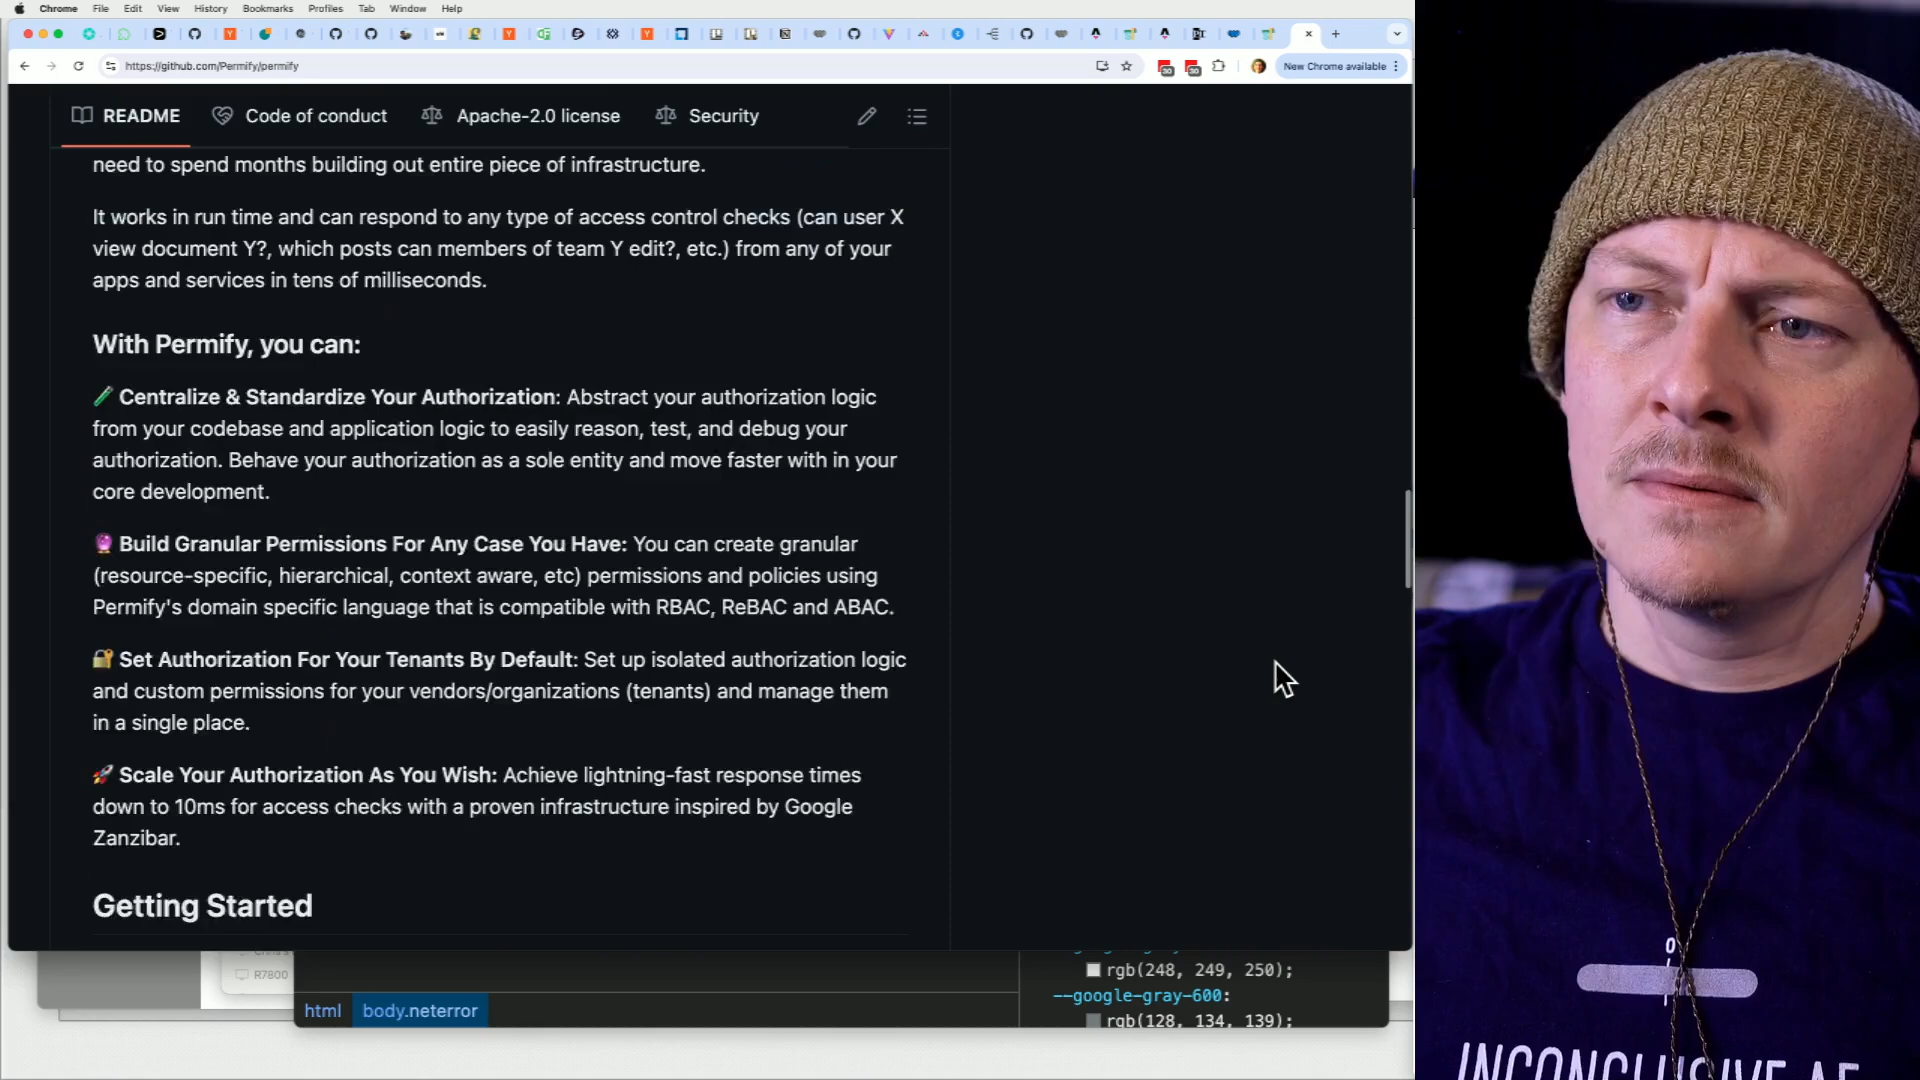 Chrome File Edit View History Bookmarks Profiles Tab Window Help
https://github.com/Permify/permify
30
30
New Chrome available
README
Code of conduct
Apache-2.0 license
Security
need to spend months building out entire piece of infrastructure.
It works in run time and can respond to any type of access control checks (can user X
view document Y?, which posts can members of team Y edit?, etc.) from any of your
apps and services in tens of milliseconds.
With Permify, you can:
🧪 Centralize & Standardize Your Authorization: Abstract your authorization logic
from your codebase and application logic to easily reason, test, and debug your
authorization. Behave your authorization as a sole entity and move faster with in your
core development.
🔮 Build Granular Permissions For Any Case You Have: You can create granular
(resource-specific, hierarchical, context aware, etc) permissions and policies using
Permify's domain specific language that is compatible with RBAC, ReBAC and ABAC.
🔐 Set Authorization For Your Tenants By Default: Set up isolated authorization logic
and custom permissions for your vendors/organizations (tenants) and manage them
in a single place.
🚀 Scale Your Authorization As You Wish: Achieve lightning-fast response times
down to 10ms for access checks with a proven infrastructure inspired by Google
Zanzibar.
Getting Started
R7800
html body.neterror
rgb(248, 249, 250);
--google-gray-600:
rgb(128, 134, 139);
0
INCONCLUSIVE AF